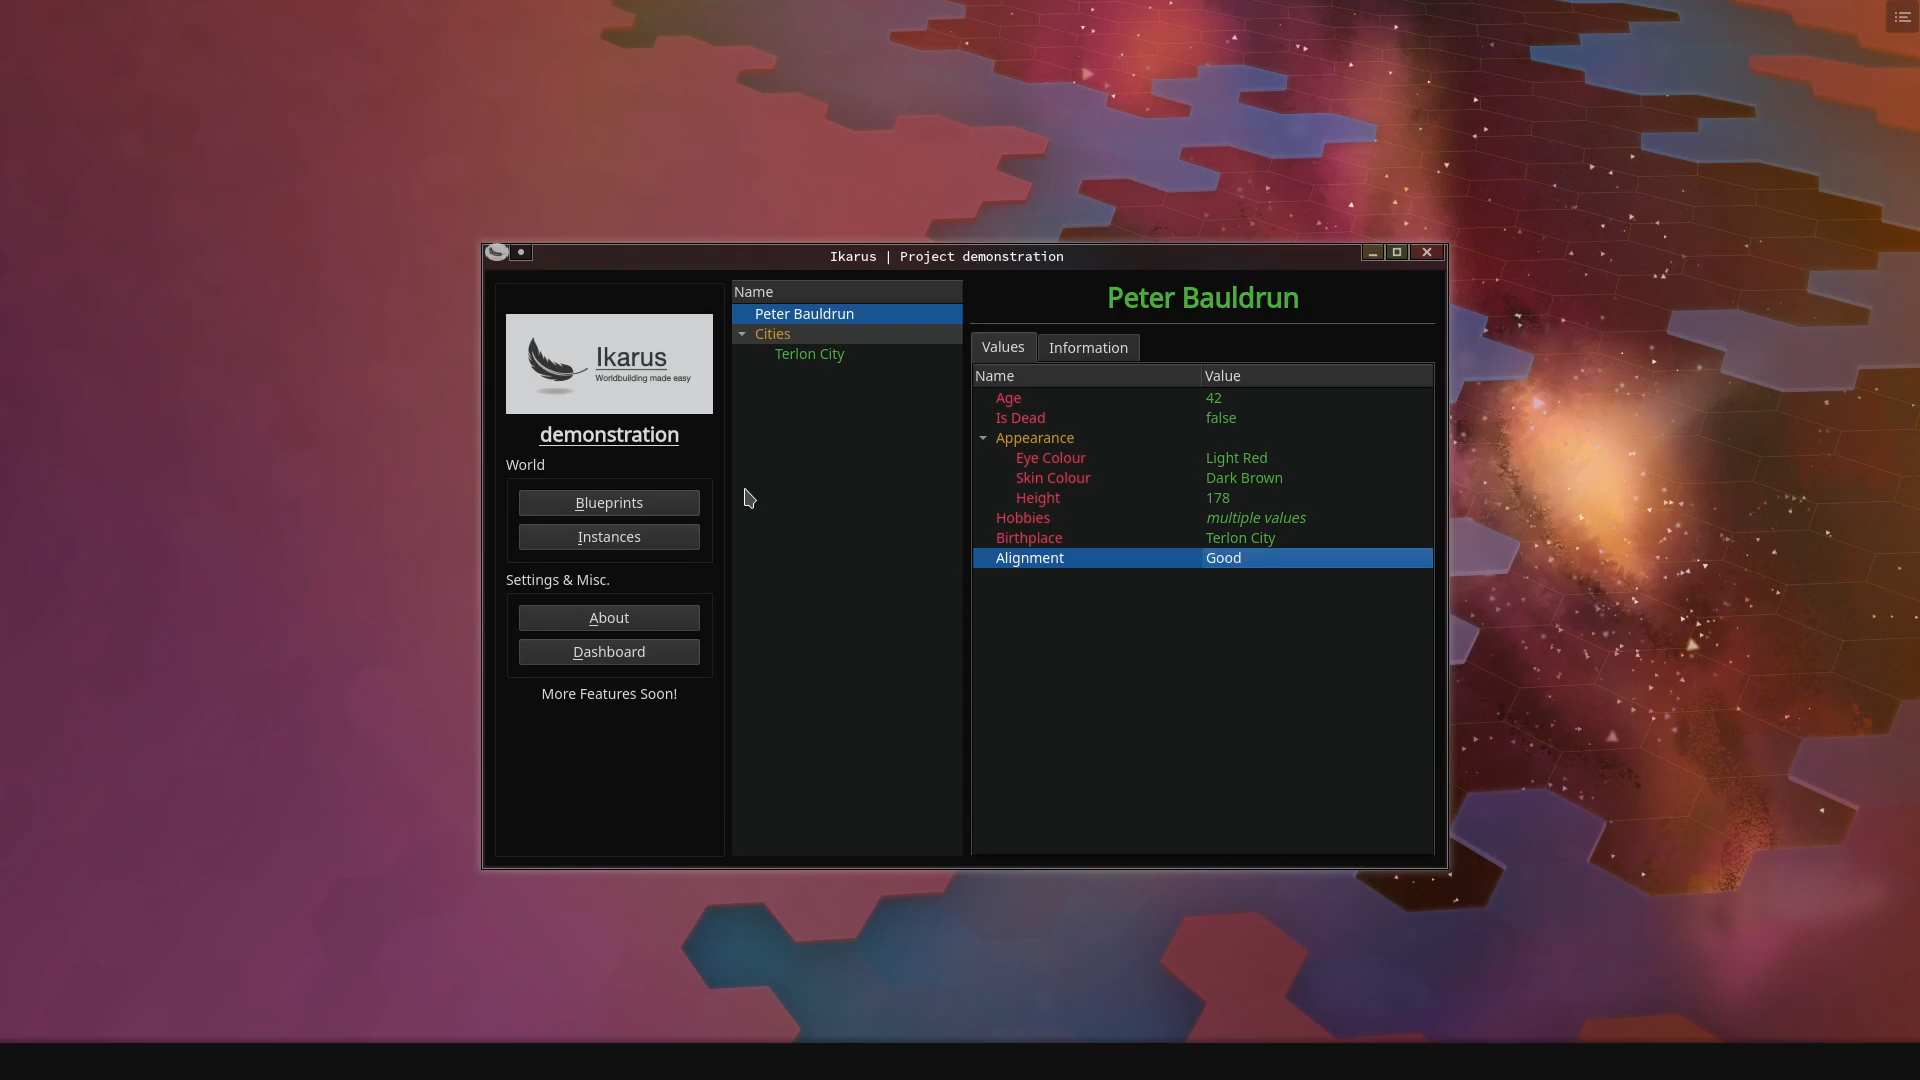 Ikarus | Project demonstration
Ikarus
Worldbuilding made easy
demonstration
World
Blueprints
Instances
Settings & Misc.
About
Dashboard
More Features Soon!
Name
Peter Bauldrun
Cities
Terlon City
Peter Bauldrun
Values Information
Name Value
Age 42
Is Dead false
Appearance
Eye Colour Light Red
Skin Colour Dark Brown
Height 178
Hobbies multiple values
Birthplace Terlon City
Alignment Good